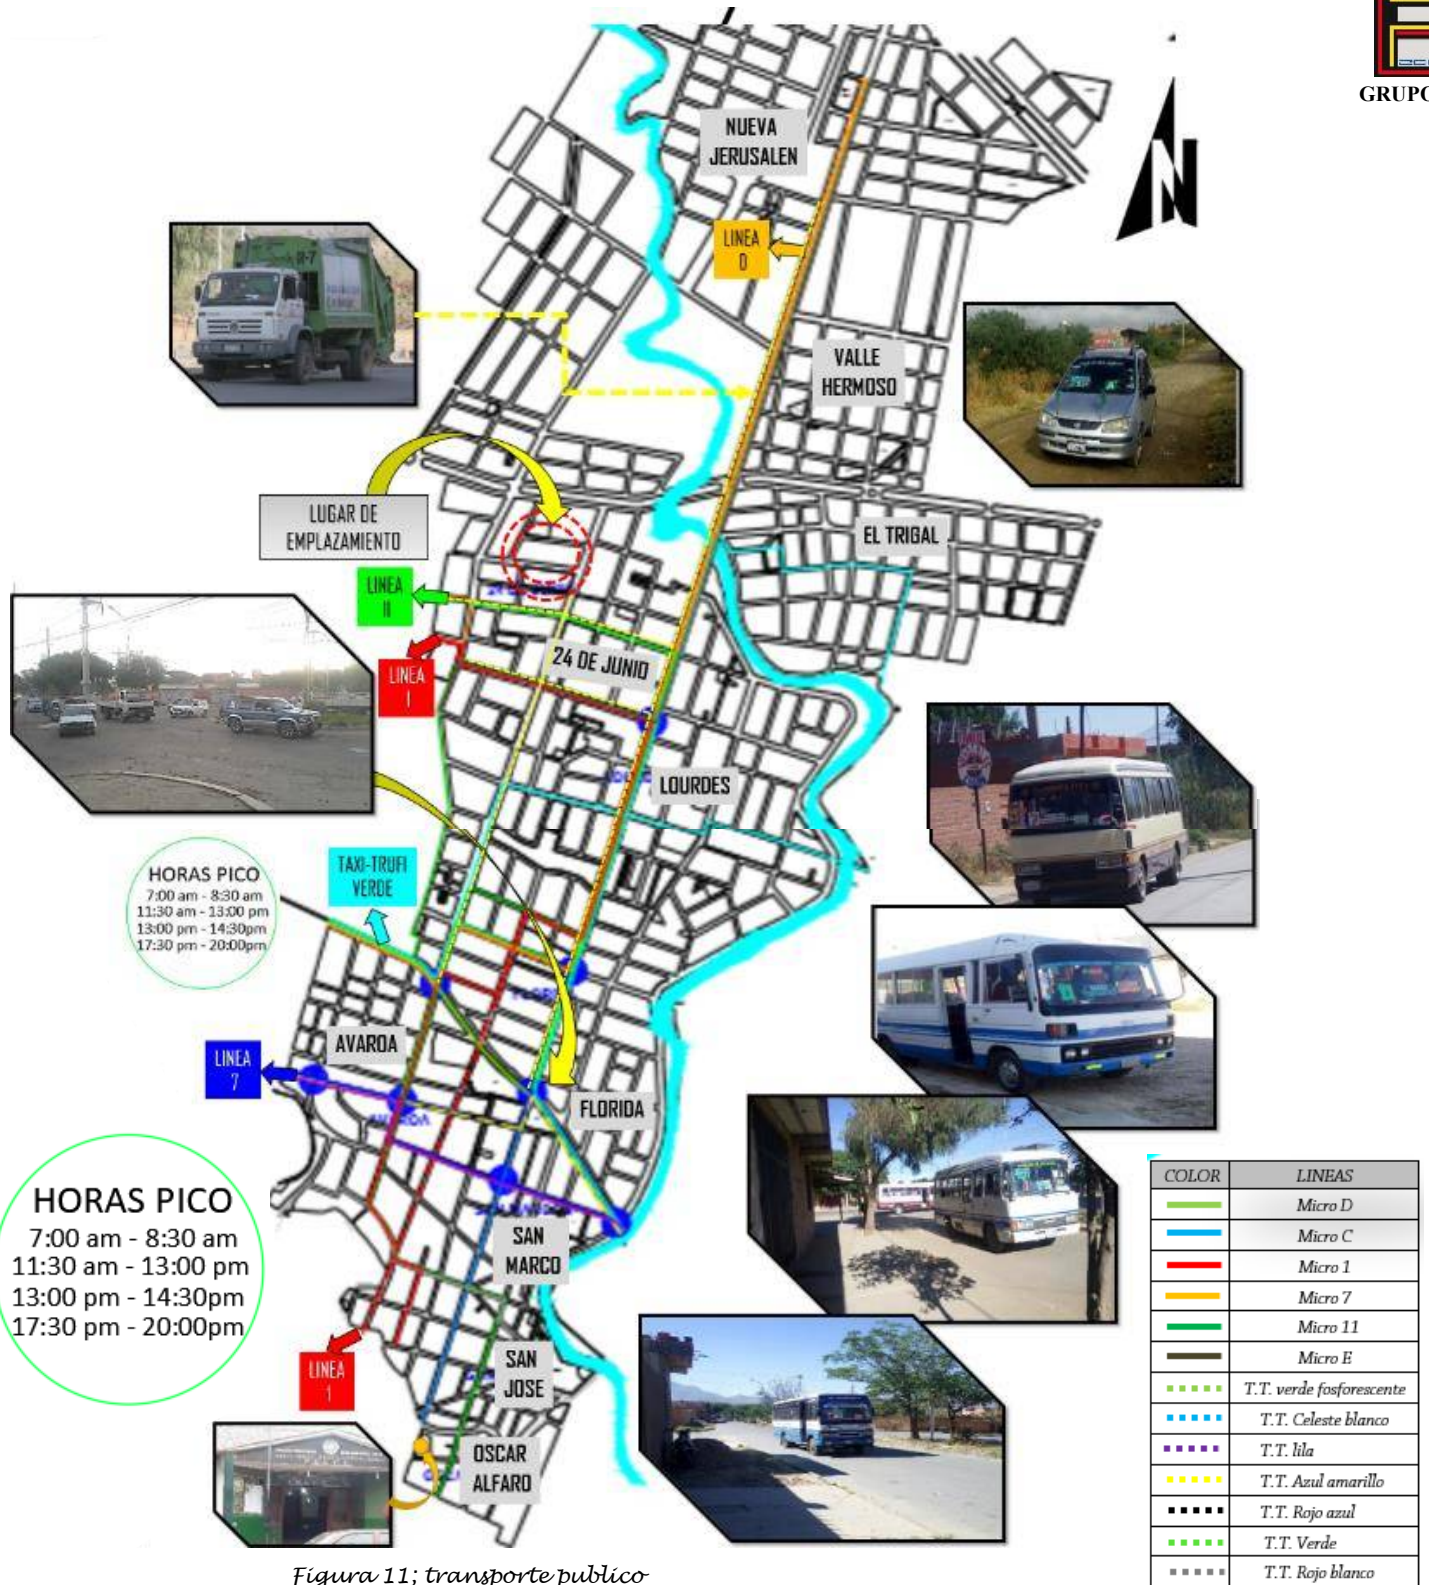 GRUPO
NUEVA
JERUSALEN
LINEA
D
VALLE
HERMOSO
LUGAR DE
EMPLAZAMIENTO
EL TRIGAL
LINEA
11
24 DE JUNIO
LINEA
1
LOURDES
HORAS PICO
7:00 am - 8:30 am
11:30 am - 13:00 pm
13:00 pm - 14:30pm
17:30 pm - 20:00pm
TAXI-TRUFI
VERDE
AVAROA
LINEA
7
FLORIDA
HORAS PICO
7:00 am - 8:30 am
11:30 am - 13:00 pm
13:00 pm - 14:30pm
17:30 pm - 20:00pm
SAN
MARCO
LINEA
1
SAN
JOSE
OSCAR
ALFARO
COLOR LINEAS
Micro D
Micro C
Micro 1
Micro 7
Micro 11
Micro E
T.T. verde fosforescente
T.T. Celeste blanco
T.T. lila
T.T. Azul amarillo
T.T. Rojo azul
T.T. Verde
T.T. Rojo blanco
N
Figura 11; transporte publico